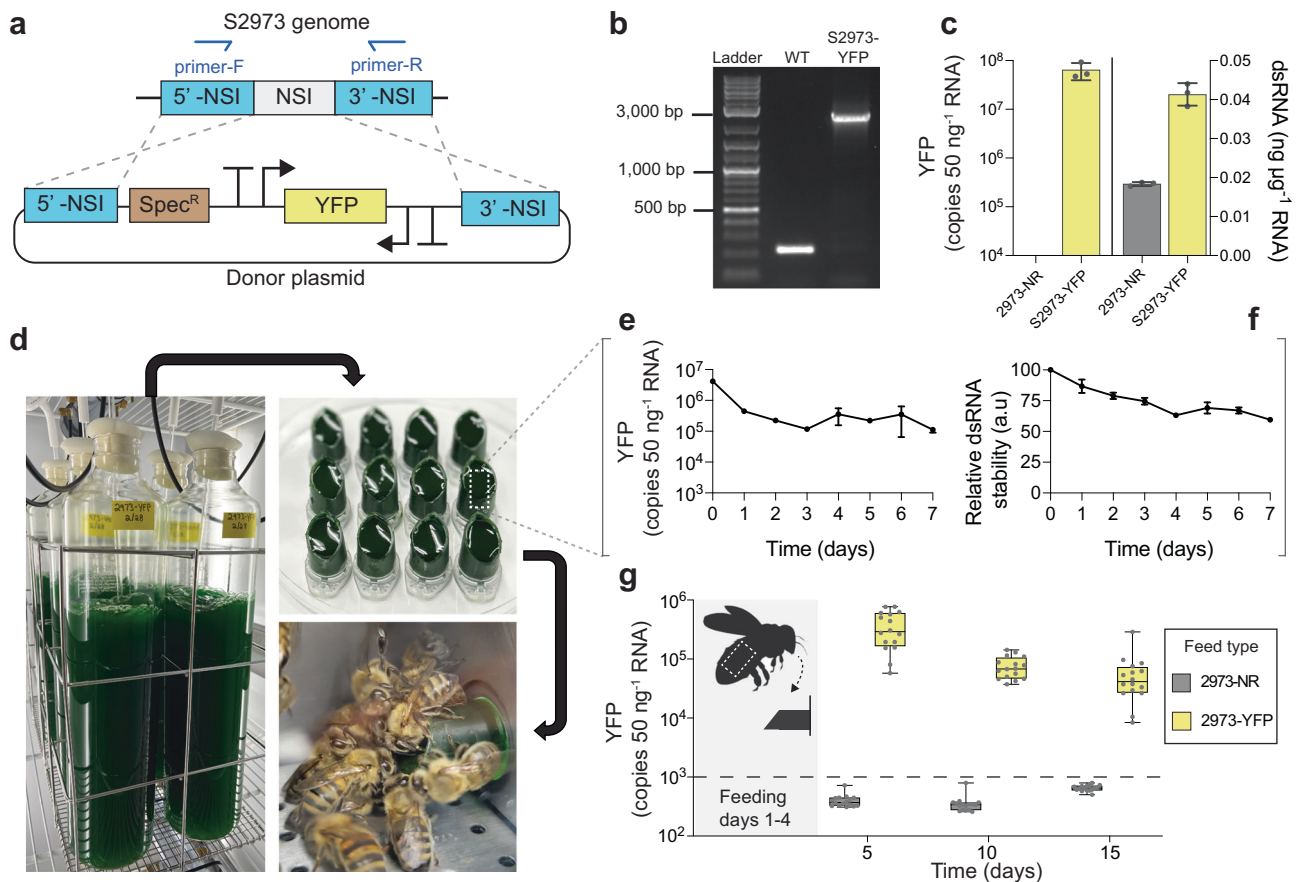 a
S2973 genome
primer-F
primer-R
5’ -NSI
NSI
3’ -NSI
5’ -NSI
Spec^R
YFP
3’ -NSI
Donor plasmid
b
Ladder
WT
S2973-
YFP
3,000 bp
1,000 bp
500 bp
c
YFP
(copies 50 ng⁻¹ RNA)
10⁸
10⁷
10⁶
10⁵
10⁴
dsRNA (ng µg⁻¹ RNA)
0.05
0.04
0.03
0.02
0.01
0.00
2973-NR
S2973-YFP
2973-NR
S2973-YFP
d
2973-YFP
2/28
e
YFP
(copies 50 ng⁻¹ RNA)
10⁷
10⁶
10⁵
10⁴
10³
0 1 2 3 4 5 6 7
Time (days)
f
Relative dsRNA
stability (a.u)
100
75
50
25
0
0 1 2 3 4 5 6 7
Time (days)
g
YFP
(copies 50 ng⁻¹ RNA)
10⁶
10⁵
10⁴
10³
10²
Feeding
days 1-4
5 10 15
Time (days)
Feed type
2973-NR
2973-YFP